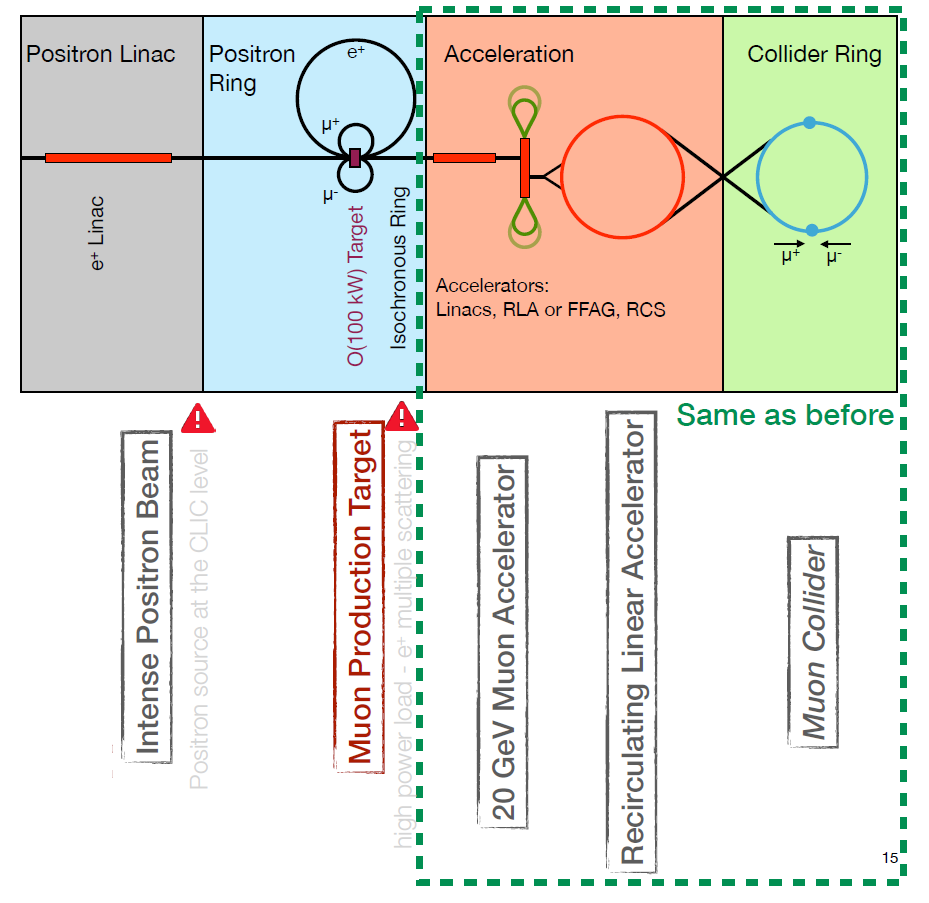 Positron Linac
Positron
Ring
e⁺
Acceleration
Collider Ring
μ⁺
μ⁻
e⁺ Linac
O(100 kW) Target
Isochronous Ring
Accelerators:
Linacs, RLA or FFAG, RCS
μ⁺ μ⁻
Same as before
Intense Positron Beam
Positron source at the CLIC level
Muon Production Target
high power load - e⁺ multiple scattering
20 GeV Muon Accelerator
Recirculating Linear Accelerator
Muon Collider
15